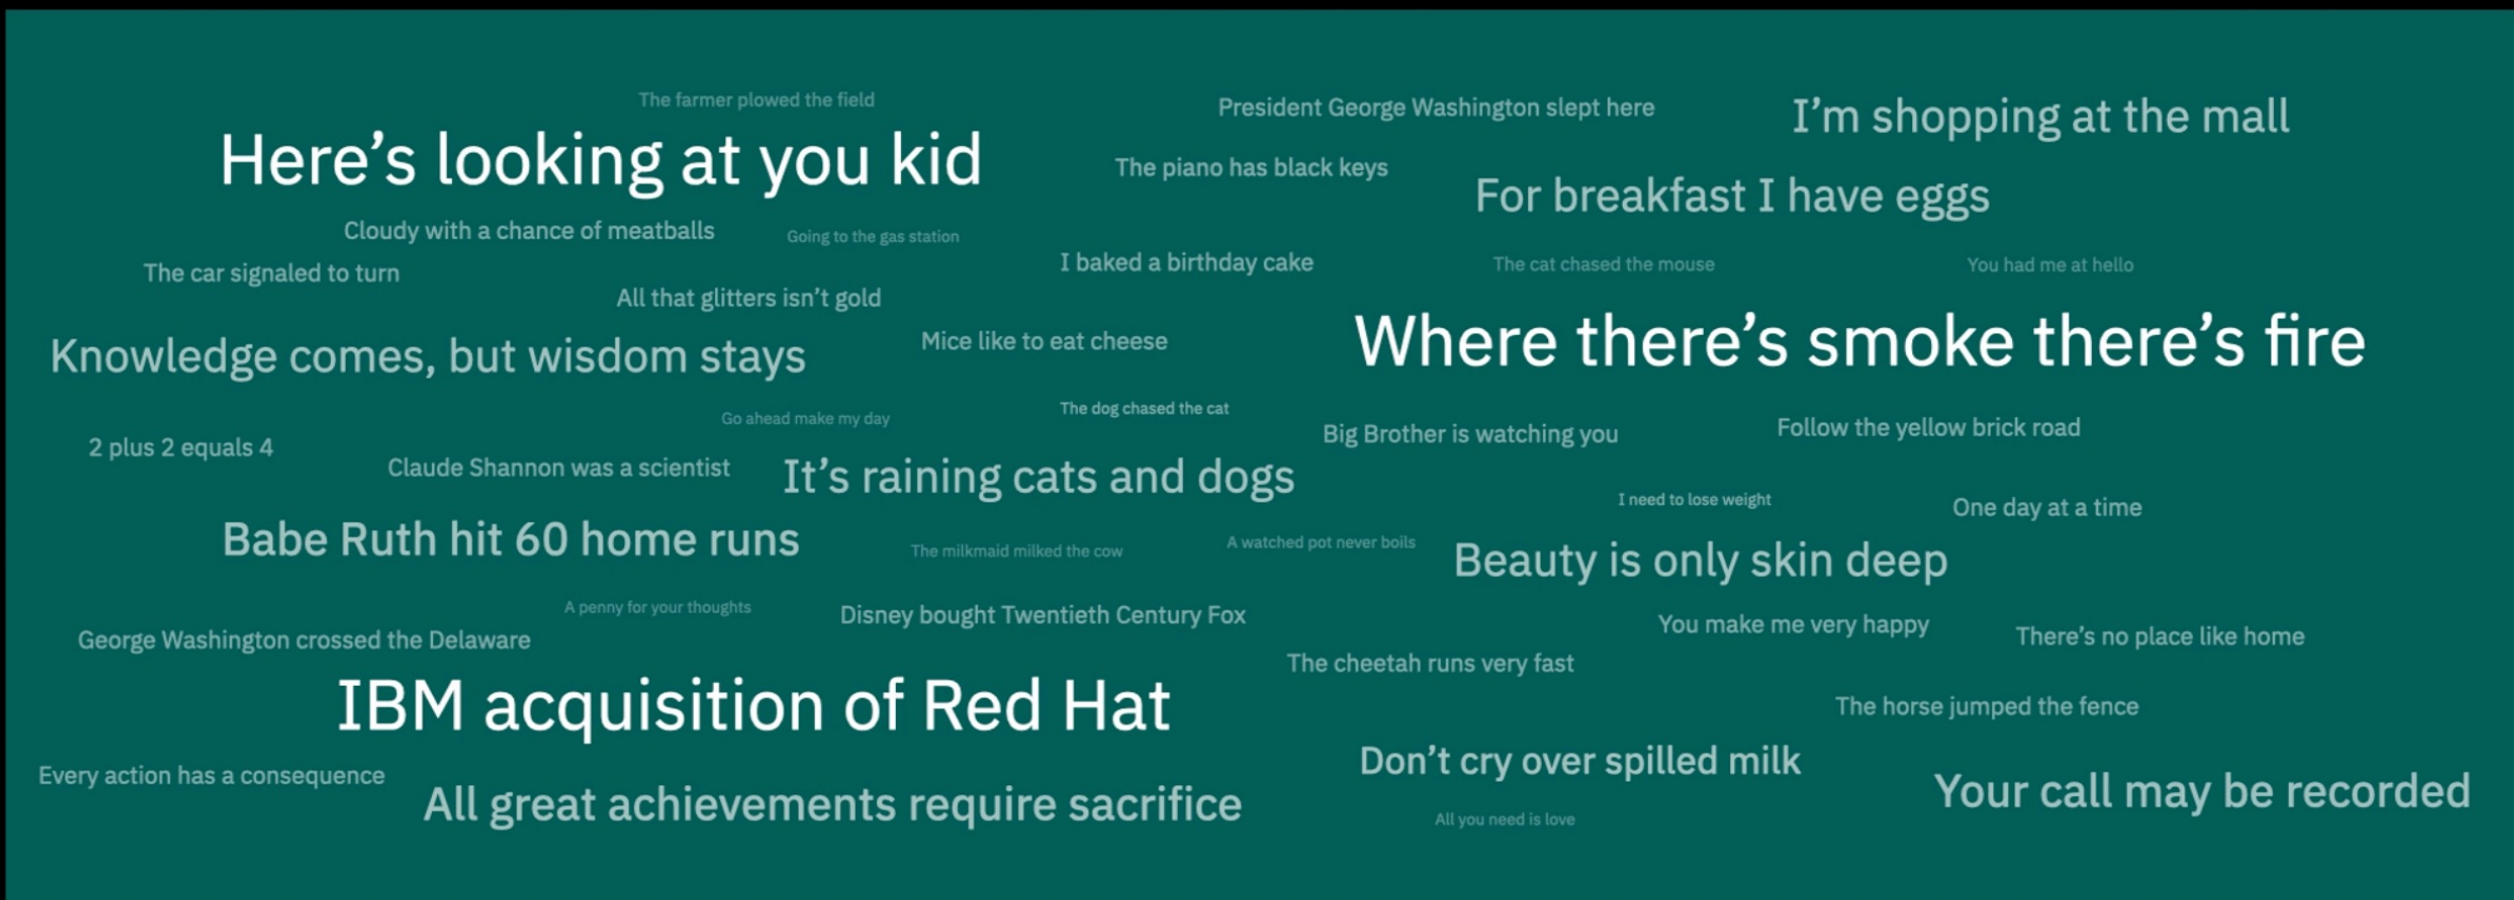 The farmer plowed the field
President George Washington slept here
I'm shopping at the mall
Here's looking at you kid
The piano has black keys
For breakfast I have eggs
Cloudy with a chance of meatballs
Going to the gas station
I baked a birthday cake
The cat chased the mouse
You had me at hello
The car signaled to turn
All that glitters isn't gold
Knowledge comes, but wisdom stays
Mice like to eat cheese
Where there's smoke there's fire
Go ahead make my day
The dog chased the cat
Big Brother is watching you
Follow the yellow brick road
2 plus 2 equals 4
Claude Shannon was a scientist
It's raining cats and dogs
I need to lose weight
One day at a time
Babe Ruth hit 60 home runs
The milkmaid milked the cow
A watched pot never boils
Beauty is only skin deep
A penny for your thoughts
Disney bought Twentieth Century Fox
You make me very happy
There's no place like home
George Washington crossed the Delaware
The cheetah runs very fast
IBM acquisition of Red Hat
The horse jumped the fence
Don't cry over spilled milk
Every action has a consequence
All great achievements require sacrifice
Your call may be recorded
All you need is love